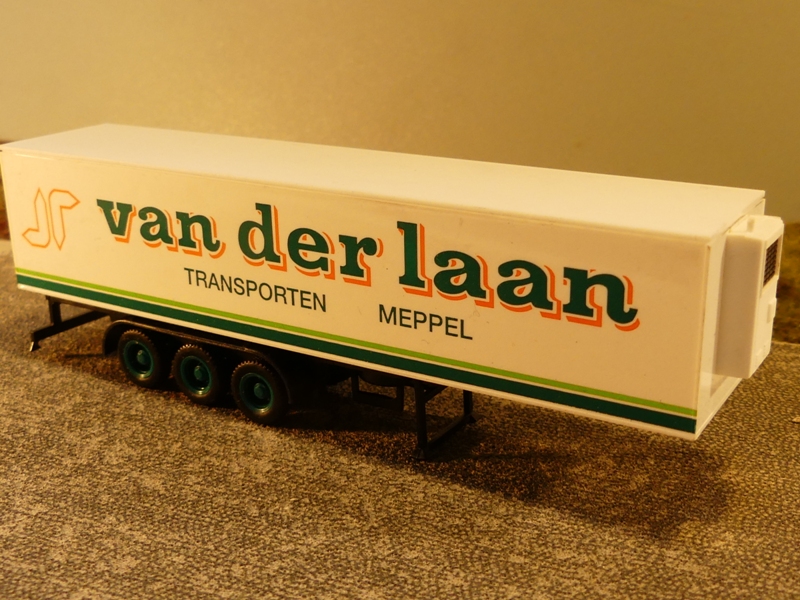 van der laan
TRANSPORTEN MEPPEL